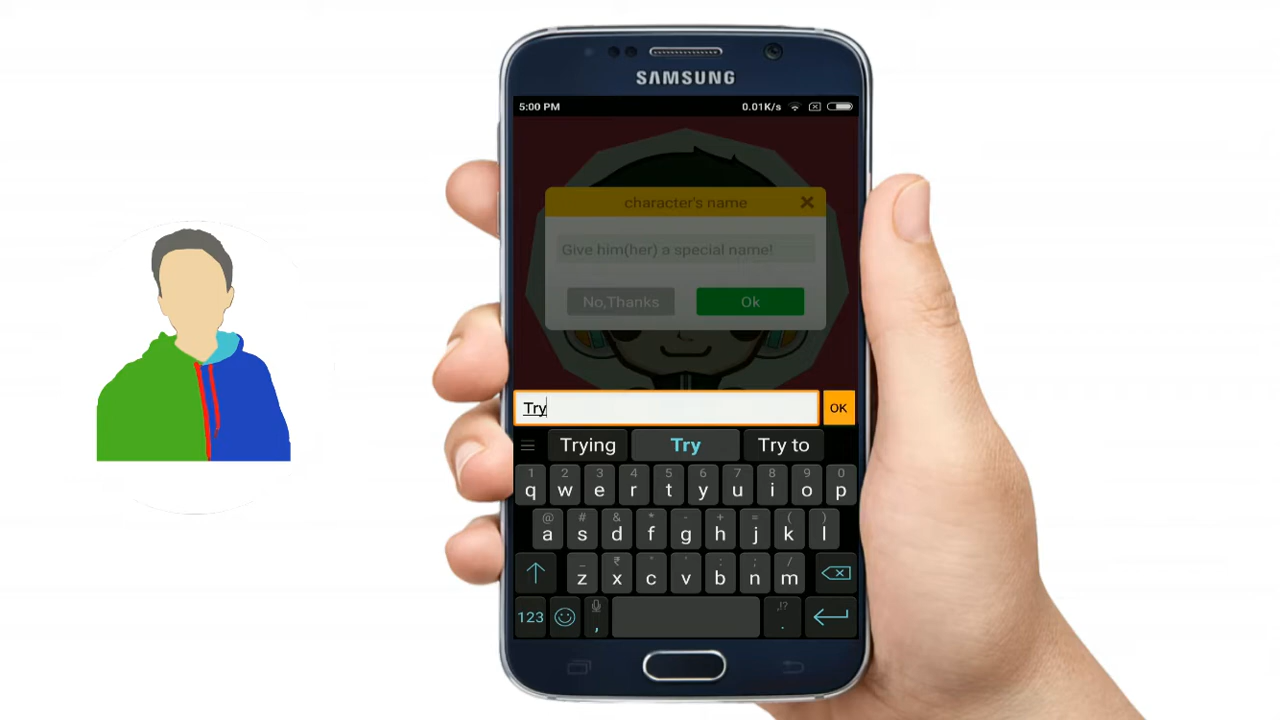 SAMSUNG
5:00 PM 0.01K/s
character's name
Give him(her) a special name!
No,Thanks Ok
Try OK
Trying Try Try to
1 2 3 4 5 6 7 8 9 0
q w e r t y u i o p
@ # & * - + = ( )
a s d f g h j k l
_ ₹ " ' : ; /
z x c v b n m
,!?
123 , .